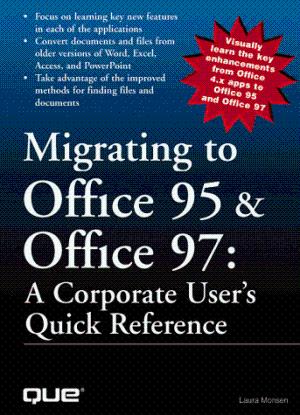 • Focus on learning key new features
in each of the applications
• Convert documents and files from
older versions of Word, Excel,
Access, and PowerPoint
• Take advantage of the improved
methods for finding files and
documents
Visually
learn the key
enhancements
from Office
4.x apps to
Office 95
and Office 97
Migrating to
Office 95 &
Office 97:
A Corporate User's
Quick Reference
que®
Laura Monsen